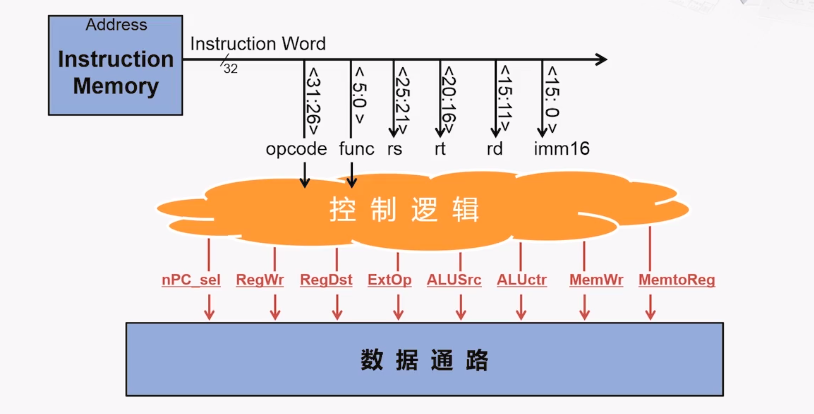 Address
Instruction Memory
Instruction Word
32
<31:26>
< 5:0 >
<25:21>
<20:16>
<15:11>
<15: 0 >
opcode func rs rt rd imm16
控制逻辑
nPC_sel RegWr RegDst ExtOp ALUSrc ALUctr MemWr MemtoReg
数据通路